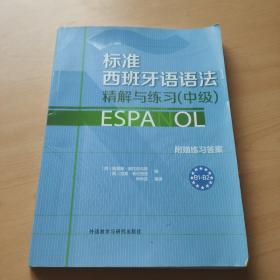 标准
西班牙语语法
精解与练习(中级)
ESPAÑOL
附赠练习答案
B1-B2
外语教学与研究出版社